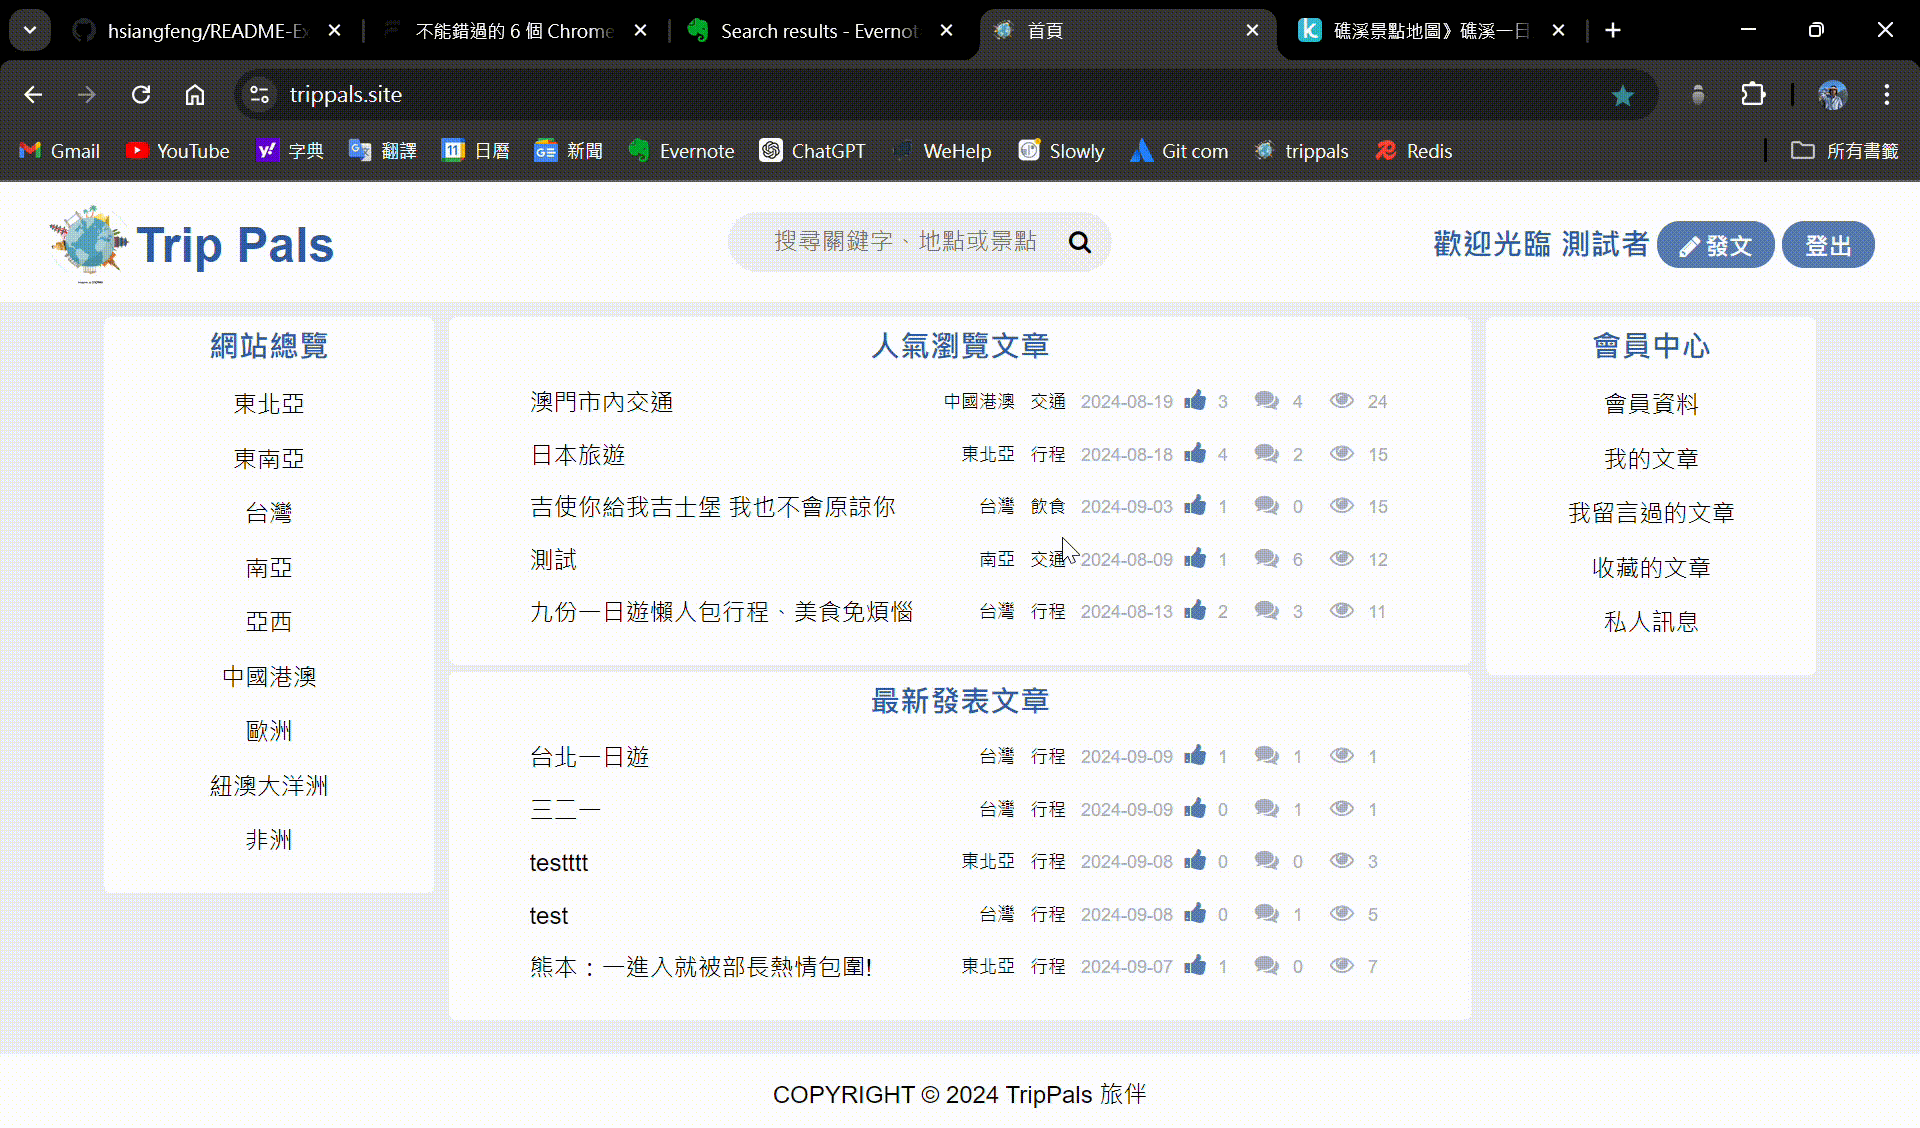 hsiangfeng/README-Ex
不能錯過的 6 個 Chrome
Search results - Evernot
首頁
礁溪景點地圖》礁溪一日
trippals.site
Gmail YouTube 字典 翻譯 11 日曆 新聞 Evernote ChatGPT WeHelp Slowly Git com trippals Redis 所有書籤
Trip Pals
搜尋關鍵字、地點或景點
歡迎光臨 測試者 發文 登出
網站總覽
東北亞
東南亞
台灣
南亞
亞西
中國港澳
歐洲
紐澳大洋洲
非洲
人氣瀏覽文章
澳門市內交通 中國港澳 交通 2024-08-19 3 4 24
日本旅遊 東北亞 行程 2024-08-18 4 2 15
吉使你給我吉士堡 我也不會原諒你 台灣 飲食 2024-09-03 1 0 15
測試 南亞 交通 2024-08-09 1 6 12
九份一日遊懶人包行程、美食免煩惱 台灣 行程 2024-08-13 2 3 11
最新發表文章
台北一日遊 台灣 行程 2024-09-09 1 1 1
三二一 台灣 行程 2024-09-09 0 1 1
testttt 東北亞 行程 2024-09-08 0 0 3
test 台灣 行程 2024-09-08 0 1 5
熊本：一進入就被部長熱情包圍! 東北亞 行程 2024-09-07 1 0 7
會員中心
會員資料
我的文章
我留言過的文章
收藏的文章
私人訊息
COPYRIGHT © 2024 TripPals 旅伴